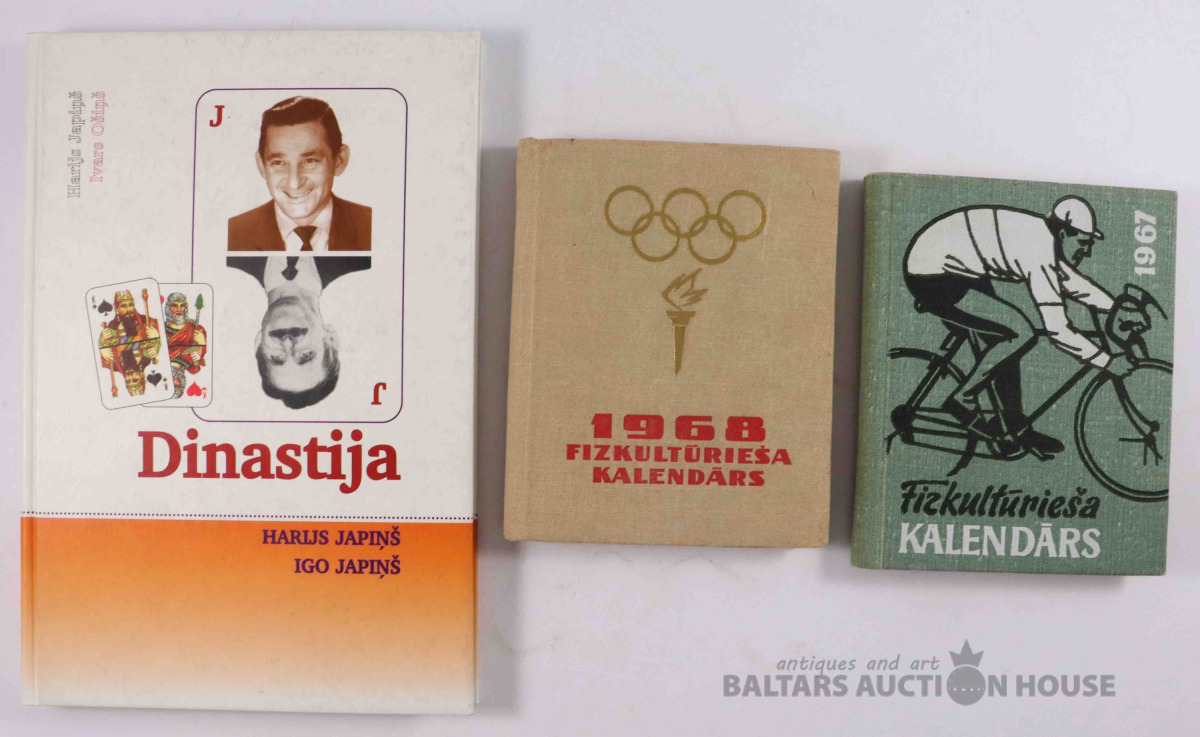 Harijs Japiņš
Ivars Ošiņš
J
J
K
K
K
K
Dinastija
HARIJS JAPIŅŠ
IGO JAPIŅŠ
1968
FIZKULTŪRIEŠA
KALENDĀRS
1967
Fizkultūrieša
KALENDĀRS
antiques and art
BALTARS AUCTION HOUSE